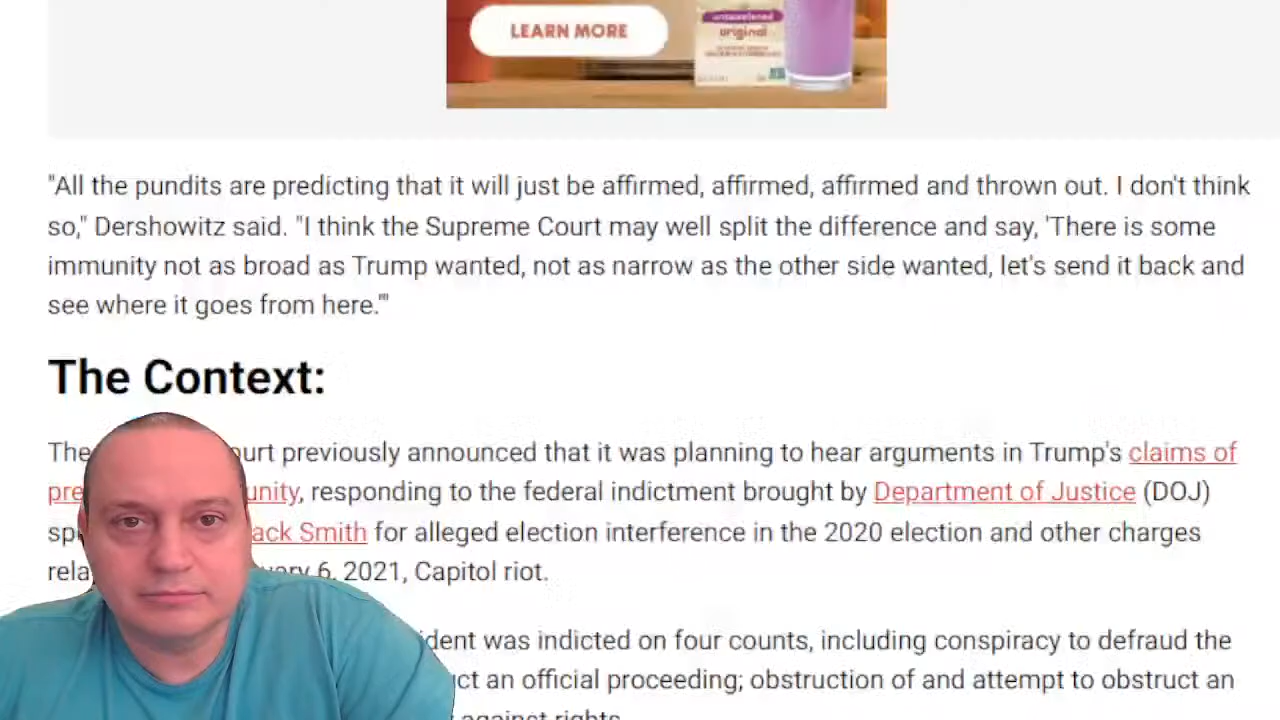 LEARN MORE
unsweetened
original
"All the pundits are predicting that it will just be affirmed, affirmed, affirmed and thrown out. I don't think
so," Dershowitz said. "I think the Supreme Court may well split the difference and say, 'There is some
immunity not as broad as Trump wanted, not as narrow as the other side wanted, let's send it back and
see where it goes from here.'"
The Context:
The urt previously announced that it was planning to hear arguments in Trump's claims of
pre unity, responding to the federal indictment brought by Department of Justice (DOJ)
sp ack Smith for alleged election interference in the 2020 election and other charges
rela uary 6, 2021, Capitol riot.
ident was indicted on four counts, including conspiracy to defraud the
ct an official proceeding; obstruction of and attempt to obstruct an
against rights.